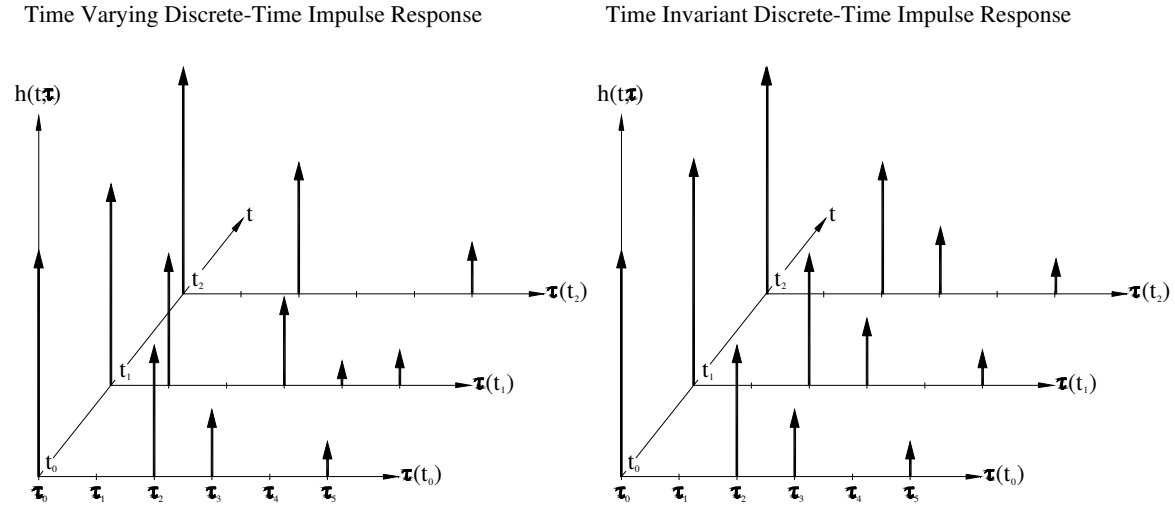 Time Varying Discrete-Time Impulse Response
Time Invariant Discrete-Time Impulse Response
h(t,τ)
t
t₂
τ(t₂)
t₁
τ(t₁)
t₀
τ(t₀)
τ₀ τ₁ τ₂ τ₃ τ₄ τ₅
h(t,τ)
t
t₂
τ(t₂)
t₁
τ(t₁)
t₀
τ(t₀)
τ₀ τ₁ τ₂ τ₃ τ₄ τ₅